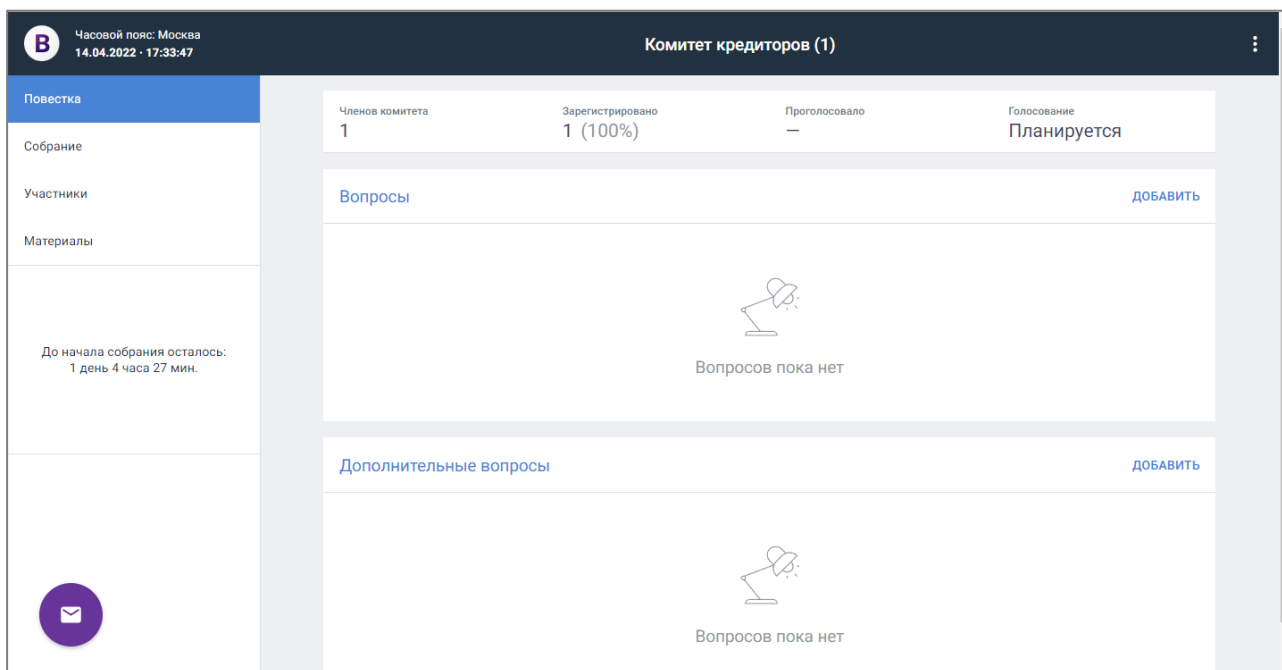 В
Часовой пояс: Москва
14.04.2022 · 17:33:47
Комитет кредиторов (1)
Повестка
Собрание
Участники
Материалы
До начала собрания осталось:
1 день 4 часа 27 мин.
Членов комитета
1
Зарегистрировано
1 (100%)
Проголосовало
—
Голосование
Планируется
Вопросы
ДОБАВИТЬ
Вопросов пока нет
Дополнительные вопросы
ДОБАВИТЬ
Вопросов пока нет